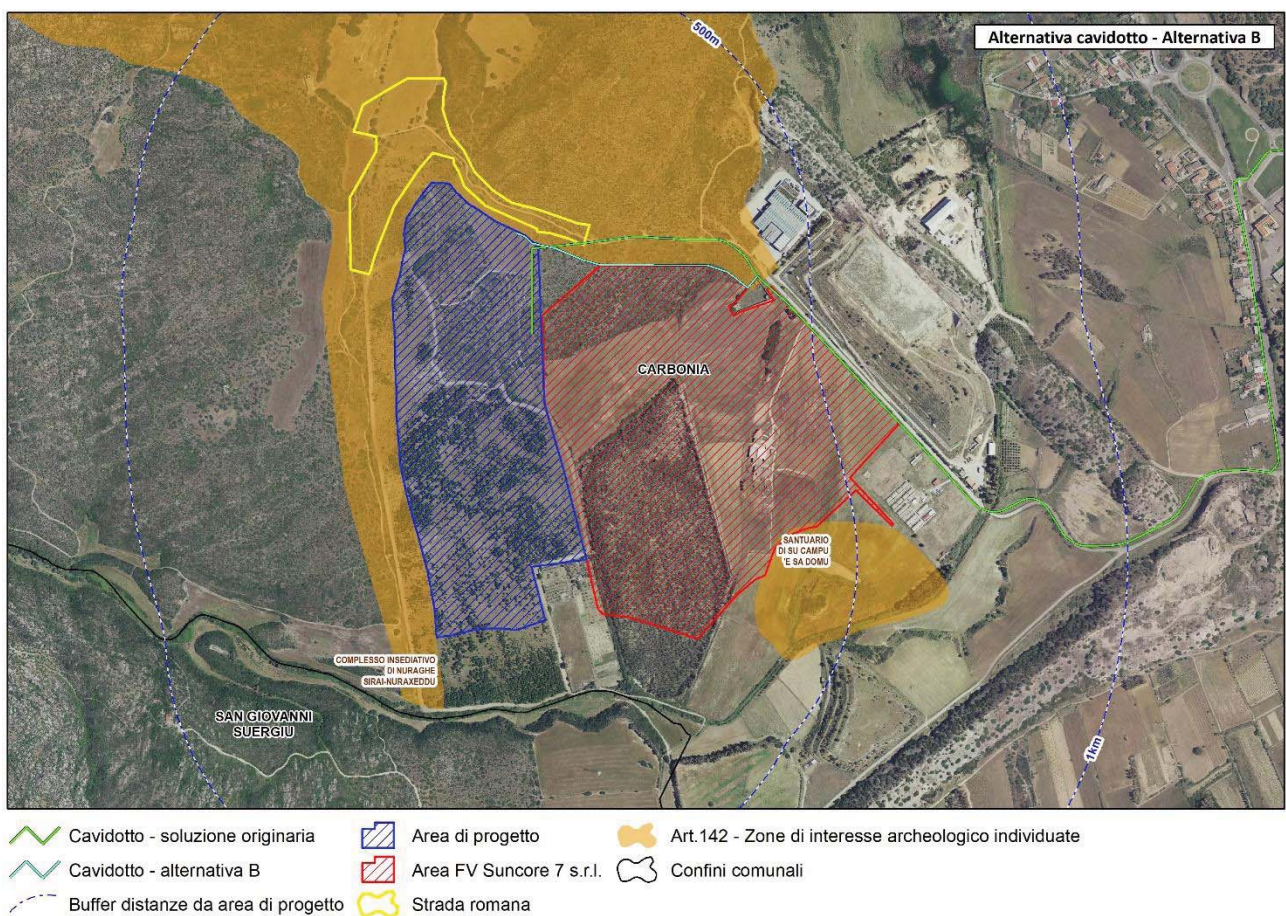 Alternativa cavidotto - Alternativa B
500m
CARBONIA
SANTUARIO
DI SU CAMPU
'E SA DOMU
COMPLESSO INSEDIATIVO
DI NURAGHE
SIRAI-NURAXEDDU
SAN GIOVANNI
SUERGIU
1km
Cavidotto - soluzione originaria
Area di progetto
Art.142 - Zone di interesse archeologico individuate
Cavidotto - alternativa B
Area FV Suncore 7 s.r.l.
Confini comunali
Buffer distanze da area di progetto
Strada romana